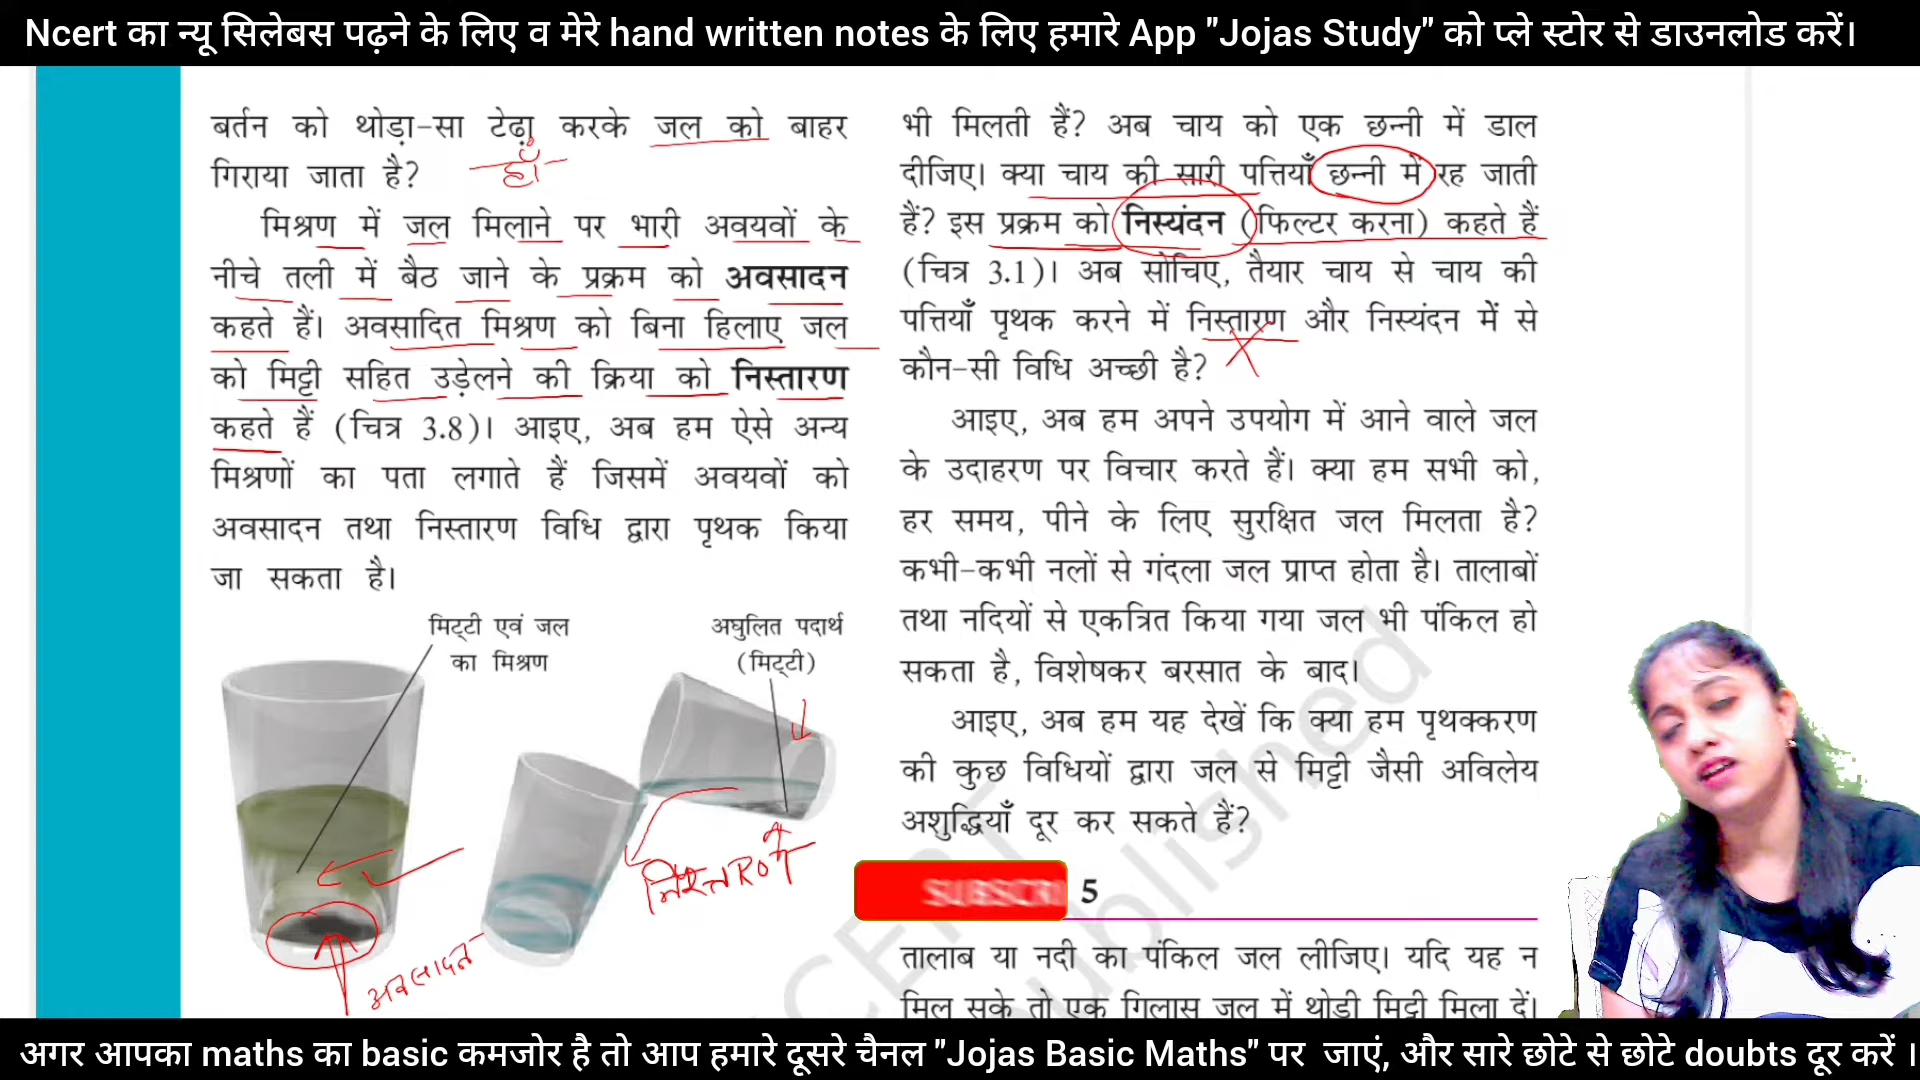 Ncert का न्यू सिलेबस पढ़ने के लिए व मेरे hand written notes के लिए हमारे App "Jojas Study" को प्ले स्टोर से डाउनलोड करें।
बर्तन को थोड़ा-सा टेढ़ा करके जल को बाहर
गिराया जाता है?
हाँ
मिश्रण में जल मिलाने पर भारी अवयवों के
नीचे तली में बैठ जाने के प्रक्रम को अवसादन
कहते हैं। अवसादित मिश्रण को बिना हिलाए जल
को मिट्टी सहित उड़ेलने की क्रिया को निस्तारण
कहते हैं (चित्र 3.8)। आइए, अब हम ऐसे अन्य
मिश्रणों का पता लगाते हैं जिसमें अवयवों को
अवसादन तथा निस्तारण विधि द्वारा पृथक किया
जा सकता है।
मिट्टी एवं जल
का मिश्रण
अघुलित पदार्थ
(मिट्टी)
अवसादन
भी मिलती हैं? अब चाय को एक छन्नी में डाल
दीजिए। क्या चाय की सारी पत्तियाँ छन्नी में रह जाती
हैं? इस प्रक्रम को निस्यंदन (फिल्टर करना) कहते हैं
(चित्र 3.1)। अब सोचिए, तैयार चाय से चाय की
पत्तियाँ पृथक करने में निस्तारण और निस्यंदन में से
कौन-सी विधि अच्छी है?
आइए, अब हम अपने उपयोग में आने वाले जल
के उदाहरण पर विचार करते हैं। क्या हम सभी को,
हर समय, पीने के लिए सुरक्षित जल मिलता है?
कभी-कभी नलों से गंदला जल प्राप्त होता है। तालाबों
तथा नदियों से एकत्रित किया गया जल भी पंकिल हो
सकता है, विशेषकर बरसात के बाद।
आइए, अब हम यह देखें कि क्या हम पृथक्करण
की कुछ विधियों द्वारा जल से मिट्टी जैसी अविलेय
अशुद्धियाँ दूर कर सकते हैं?
SUBSCRI 5
तालाब या नदी का पंकिल जल लीजिए। यदि यह न
मिल सके तो एक गिलास जल में थोड़ी मिट्टी मिला दें।
अगर आपका maths का basic कमजोर है तो आप हमारे दूसरे चैनल "Jojas Basic Maths" पर जाएं, और सारे छोटे से छोटे doubts दूर करें ।